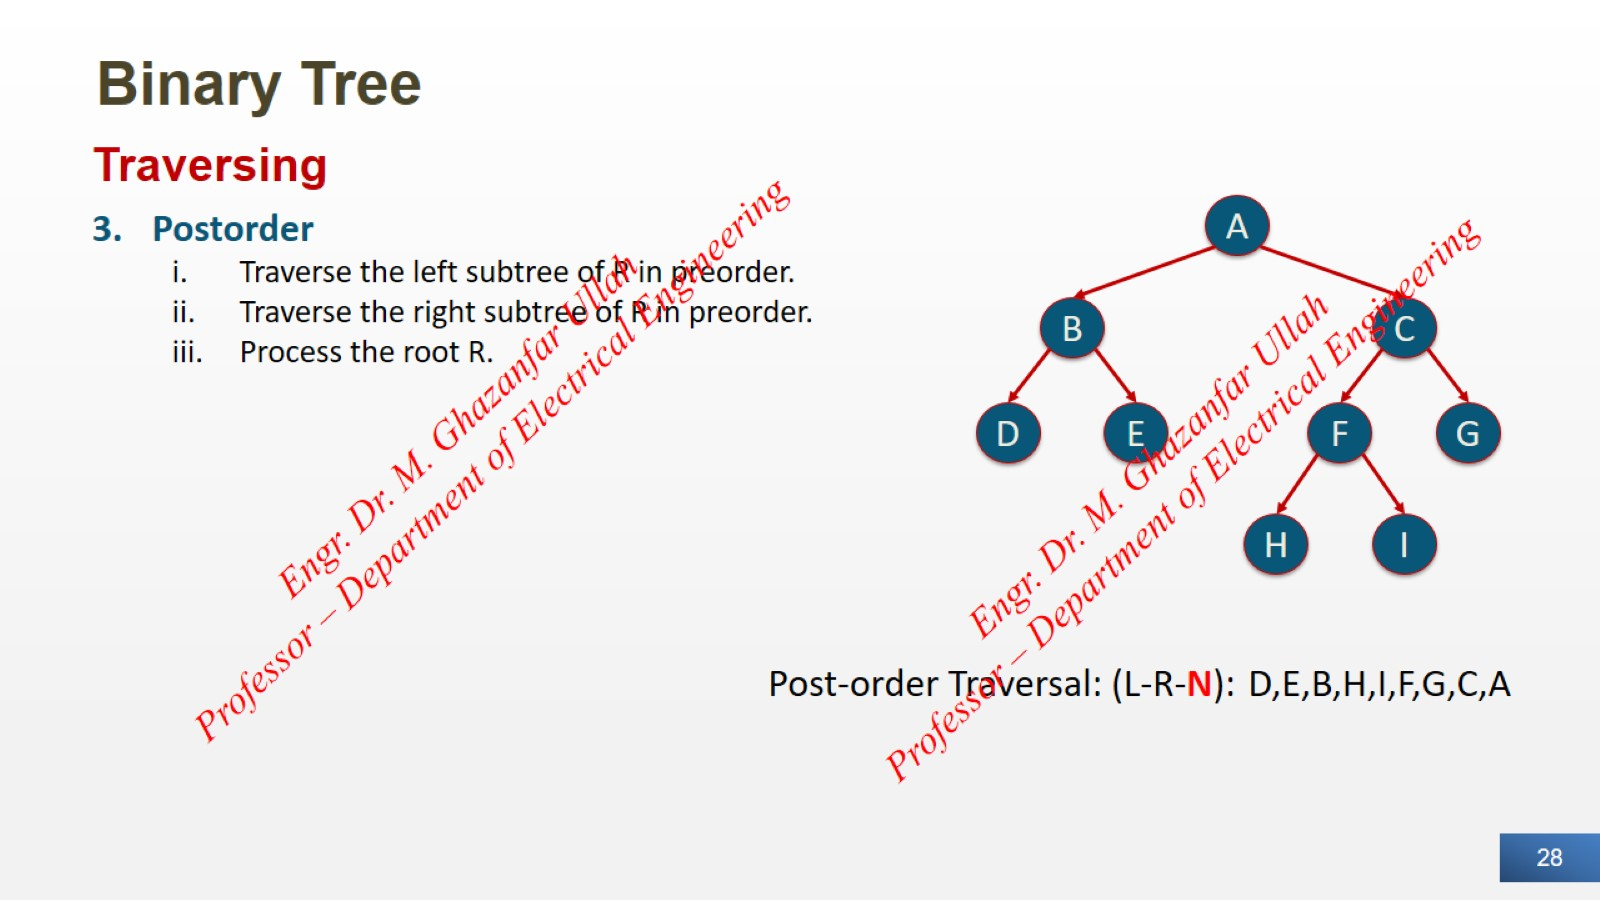 Binary Tree
Traversing
3. Postorder
i. Traverse the left subtree of R in preorder.
ii. Traverse the right subtree of R in preorder.
iii. Process the root R.
A
B
C
D
E
F
G
H
I
Post-order Traversal: (L-R-N): D,E,B,H,I,F,G,C,A
Engr. Dr. M. Ghazanfar Ullah
Professor – Department of Electrical Engineering
Engr. Dr. M. Ghazanfar Ullah
Professor – Department of Electrical Engineering
28